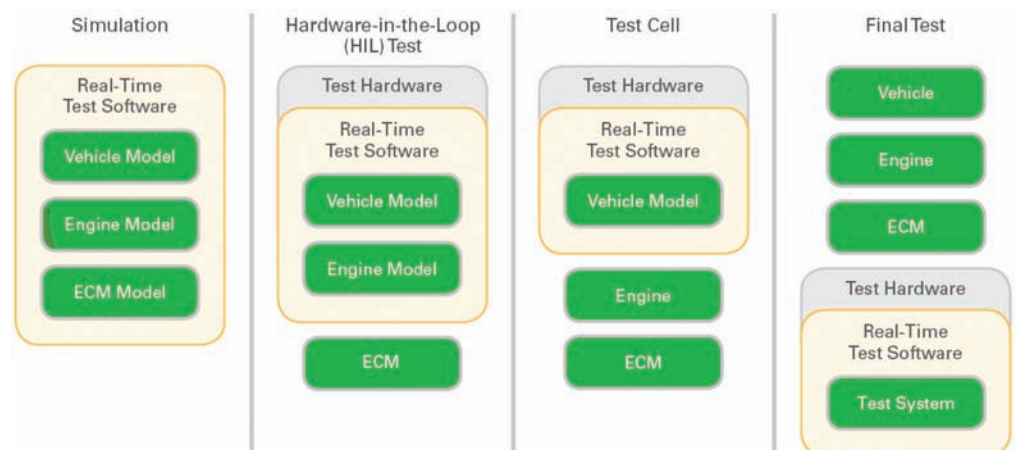 Simulation
Real-Time
Test Software
Vehicle Model
Engine Model
ECM Model
Hardware-in-the-Loop
(HIL) Test
Test Hardware
Real-Time
Test Software
Vehicle Model
Engine Model
ECM
Test Cell
Test Hardware
Real-Time
Test Software
Vehicle Model
Engine
ECM
Final Test
Vehicle
Engine
ECM
Test Hardware
Real-Time
Test Software
Test System